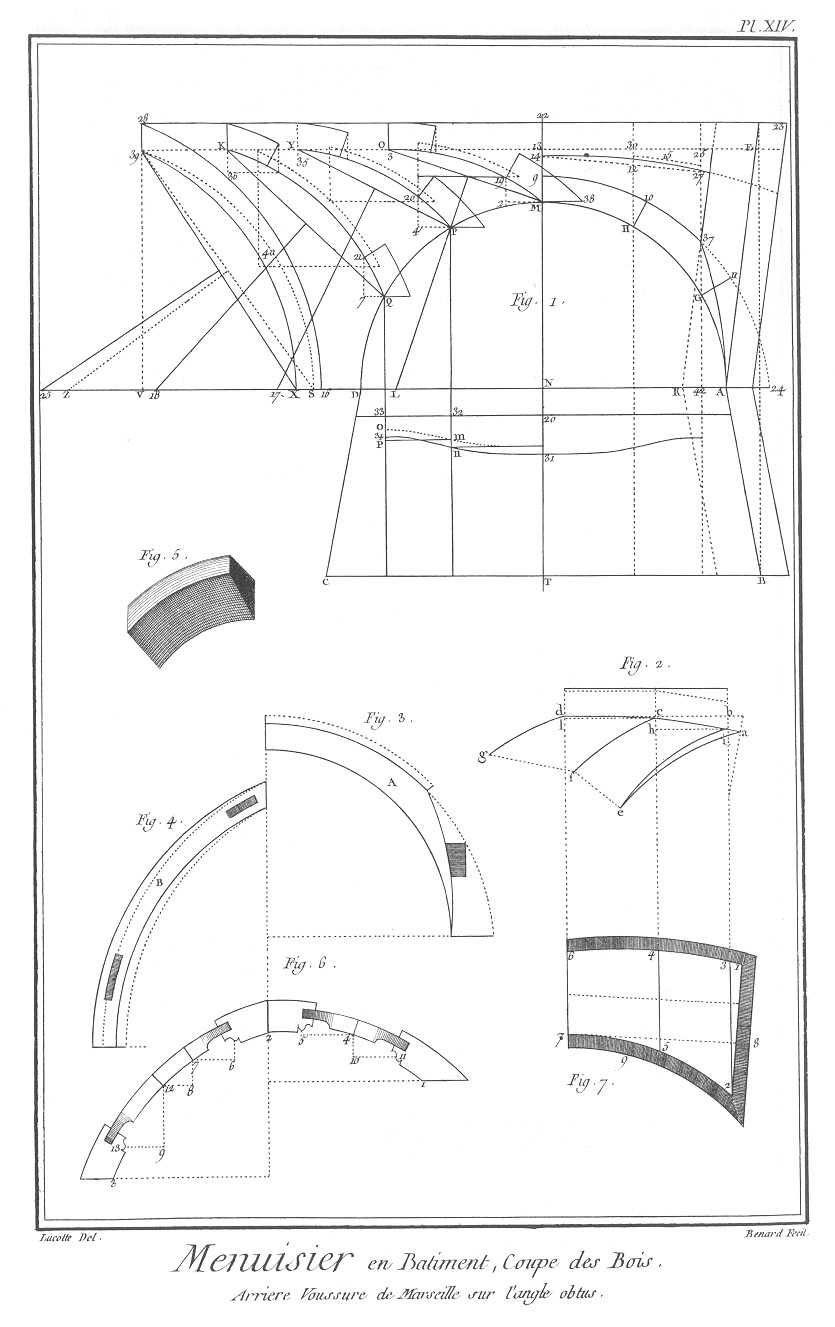 Pl. XIV.
28 22 23
39 K Y O 13 30 26 E
36 35 3 14 16
9 12 27
20 19 38 10
4 2 M
P H 37
4a 21 11
7 Q Fig. 1. G
25 Z V 18 17 X S 16 D L N R 42 A 24
33 32 20
O
34 m
P n 31
C T B
Fig. 5.
Fig. 2.
d c b
l h a
g i
f
e
Fig. 3.
A
Fig. 4.
B
Fig. 6.
6 4 3 1
7 5 8
9 2
Fig. 7.
2 5 4 11
7 6 10
12 8 1
13 9
3
Lucotte Del. Benard Fecit
Menuisier en Batiment, Coupe des Bois.
Arriere Voussure de Marseille sur l'angle obtus.